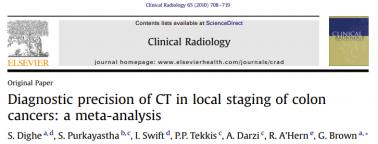 Clinical Radiology 65 (2010) 708–719
Contents lists available at ScienceDirect
Clinical Radiology
ELSEVIER
journal homepage: www.elsevierhealth.com/journals/crad
CLINICAL
Original Paper
Diagnostic precision of CT in local staging of colon
cancers: a meta-analysis
S. Dighe a,d, S. Purkayastha b,c, I. Swift d, P.P. Tekkis c, A. Darzi c, R. A'Hern e, G. Brown a,*